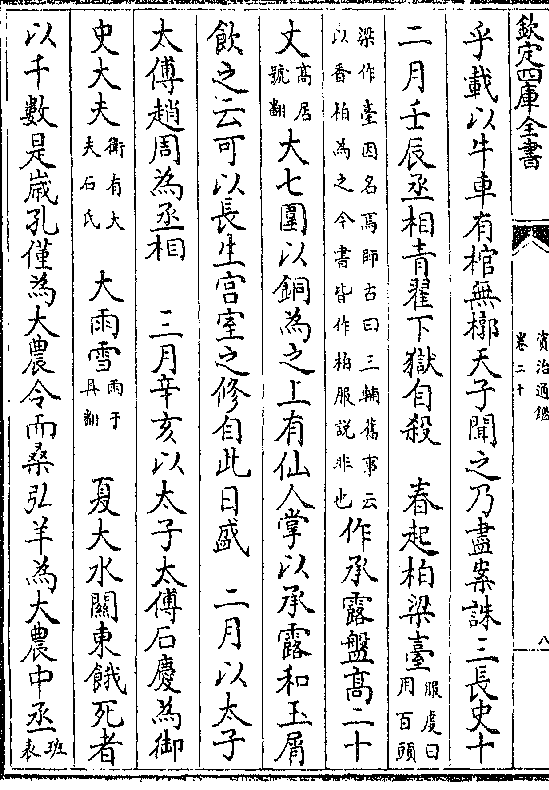 欽定四庫全書
資治通鑑
卷二十
八
乎載以牛車有棺無槨天子聞之乃盡案誅三長史十
二月壬辰丞相青翟下獄自殺　春起柏梁臺服䖍曰用百頭
梁作臺因名焉師古曰三輔舊事云以香柏為之今書皆作柏服說非也作承露盤髙二十
丈髙居號翻大七圍以銅為之上有仙人掌以承露和玉屑
飲之云可以長生宫室之修自此日盛　二月以太子
太傅趙周為丞相　三月辛亥以太子太傅石慶為御
史大夫衛有大夫石氏　大雨雪雨于具翻　夏大水關東餓死者
以千數是嵗孔僅為大農令而桑弘羊為大農中丞班表